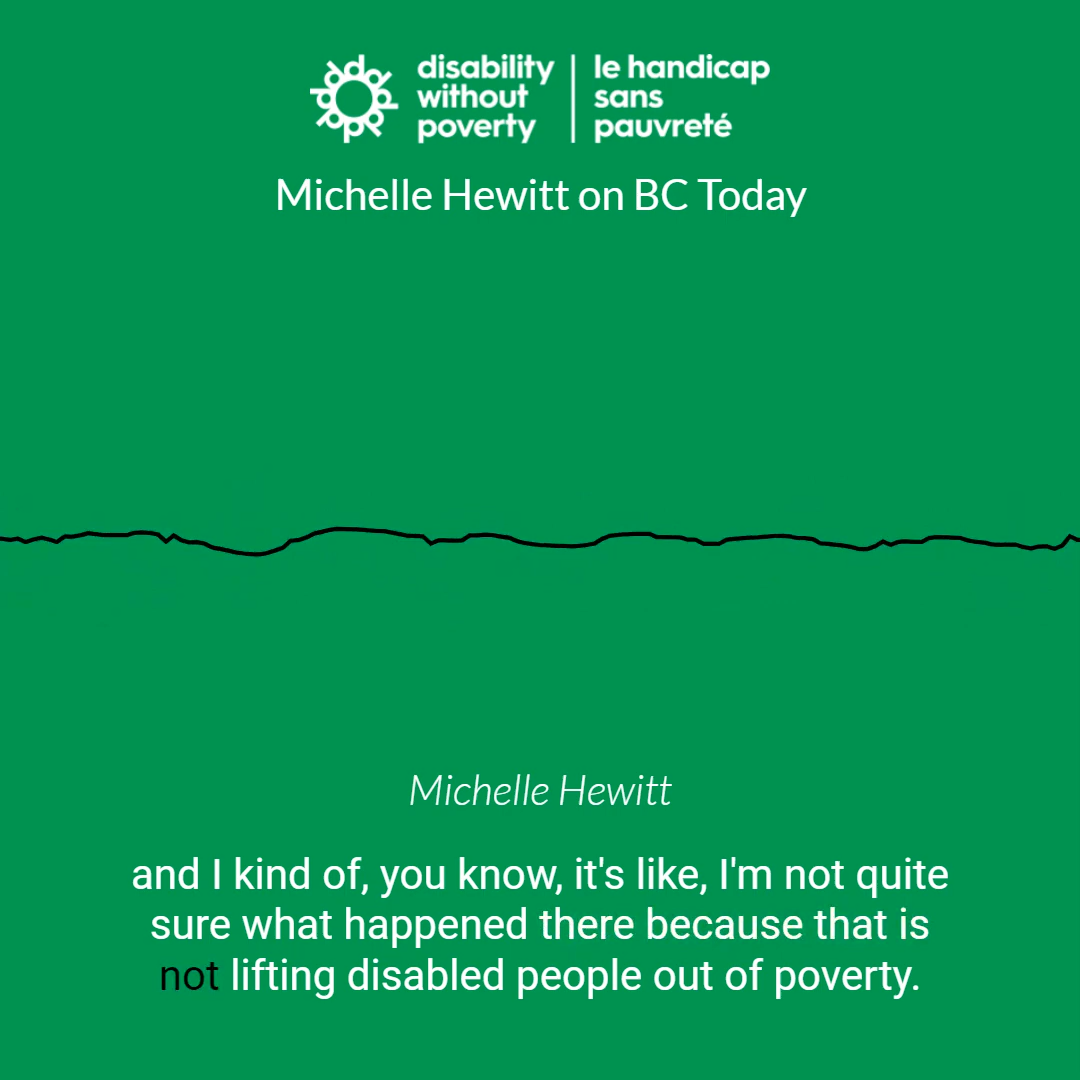 disability
without
poverty
le handicap
sans
pauvreté
Michelle Hewitt on BC Today
Michelle Hewitt
and I kind of, you know, it's like, I'm not quite
sure what happened there because that is
not lifting disabled people out of poverty.